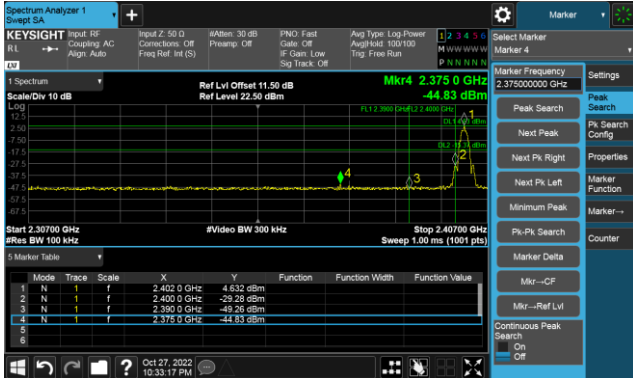 Spectrum Analyzer 1
Swept SA
Marker
KEYSIGHT
RL
Input: RF
Coupling: AC
Align: Auto
Input Z: 50 Ω
Corrections: Off
Freq Ref: Int (S)
#Atten: 30 dB
Preamp: Off
PNO: Fast
Gate: Off
IF Gain: Low
Sig Track: Off
Avg Type: Log-Power
Avg|Hold: 100/100
Trig: Free Run
1 2 3 4 5 6
M W W W W W
P N N N N N
LXI
Select Marker
Marker 4
1 Spectrum
Scale/Div 10 dB
Ref Lvl Offset 11.50 dB
Ref Level 22.50 dBm
Mkr4 2.375 0 GHz
-44.83 dBm
Log
12.5
2.50
-7.50
-17.5
-27.5
-37.5
-47.5
-57.5
-67.5
1
2
3
4
Start 2.30700 GHz
#Res BW 100 kHz
#Video BW 300 kHz
Stop 2.40700 GHz
Sweep 1.00 ms (1001 pts)
5 Marker Table
Mode Trace Scale X Y Function Function Width Function Value
1 N 1 f 2.402 0 GHz 4.632 dBm
2 N 1 f 2.400 0 GHz -29.28 dBm
3 N 1 f 2.390 0 GHz -49.26 dBm
4 N 1 f 2.375 0 GHz -44.83 dBm
5
6
Marker Frequency
2.375000000 GHz
Peak Search
Next Peak
Next Pk Right
Next Pk Left
Minimum Peak
Pk-Pk Search
Marker Delta
Mkr→CF
Mkr→Ref Lvl
Continuous Peak
Search
On
Off
Settings
Peak
Search
Pk Search
Config
Properties
Marker
Function
Marker→
Counter
?
Oct 27, 2022
10:33:17 PM